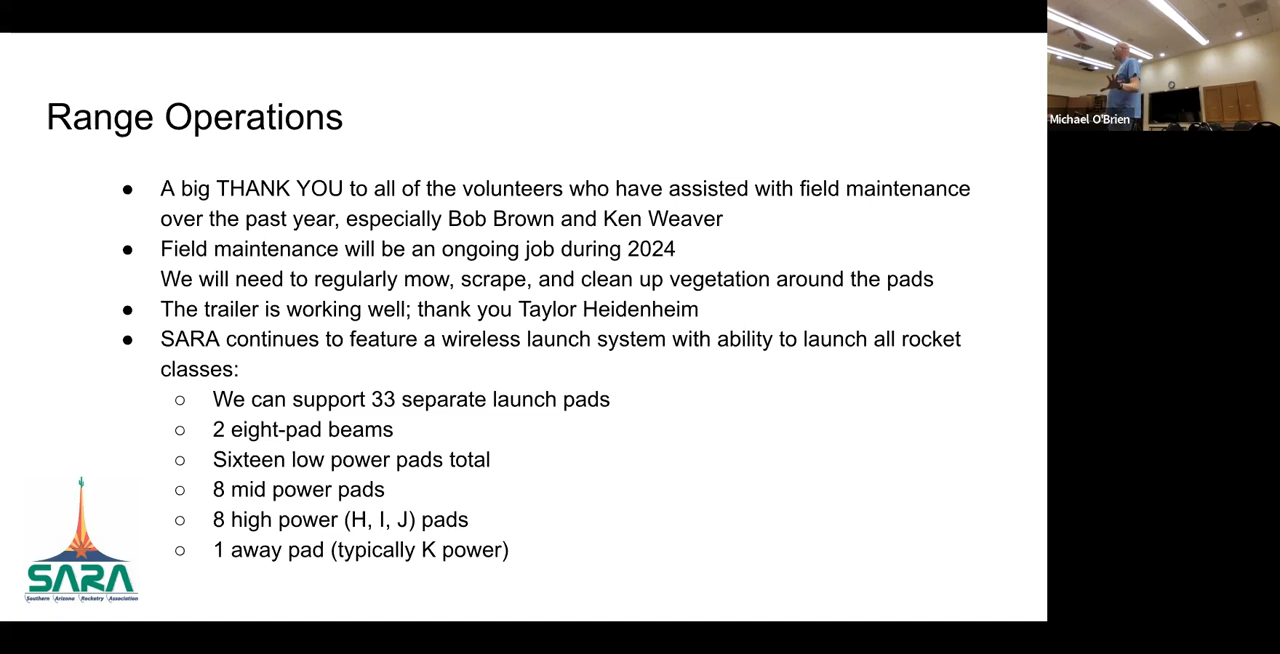 Range Operations
● A big THANK YOU to all of the volunteers who have assisted with field maintenance
over the past year, especially Bob Brown and Ken Weaver
● Field maintenance will be an ongoing job during 2024
We will need to regularly mow, scrape, and clean up vegetation around the pads
● The trailer is working well; thank you Taylor Heidenheim
● SARA continues to feature a wireless launch system with ability to launch all rocket
classes:
○ We can support 33 separate launch pads
○ 2 eight-pad beams
○ Sixteen low power pads total
○ 8 mid power pads
○ 8 high power (H, I, J) pads
○ 1 away pad (typically K power)
SARA
Southern Arizona Rocketry Association
Michael O'Brien